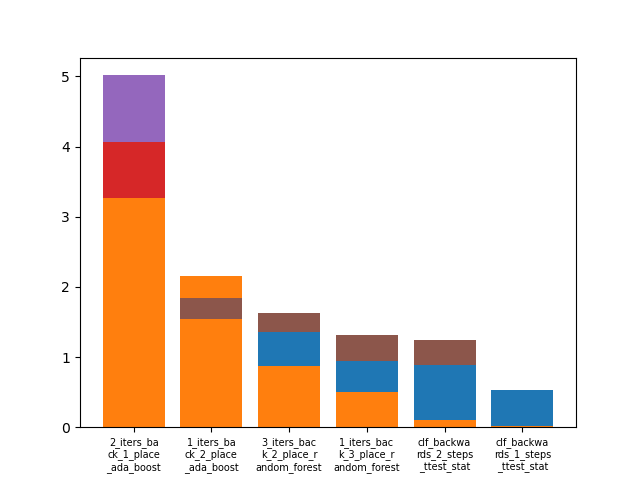 5
4
3
2
1
0
2_iters_ba
ck_1_place
_ada_boost
1_iters_ba
ck_2_place
_ada_boost
3_iters_bac
k_2_place_r
andom_forest
1_iters_bac
k_3_place_r
andom_forest
clf_backwa
rds_2_steps
_ttest_stat
clf_backwa
rds_1_steps
_ttest_stat